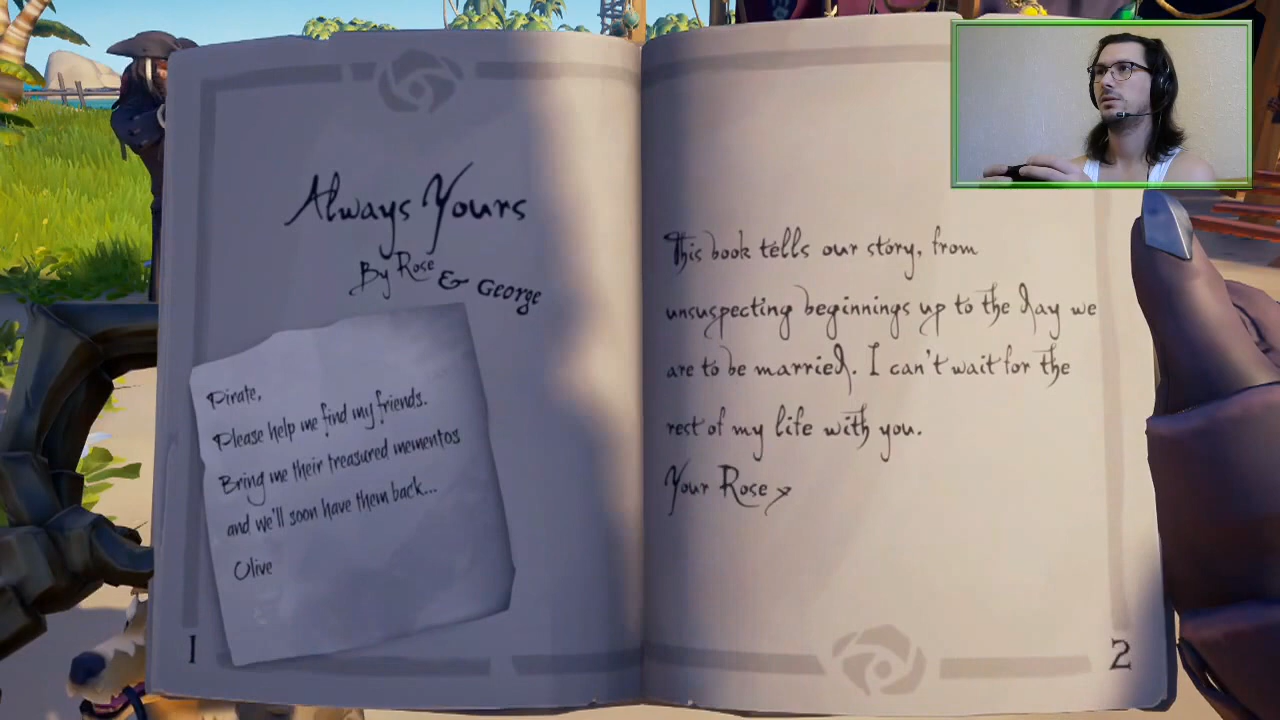 Always Yours
By Rose & George
Pirate,
Please help me find my friends.
Bring me their treasured mementos
and we'll soon have them back...
Olive
1
This book tells our story, from
unsuspecting beginnings up to the day we
are to be married. I can't wait for the
rest of my life with you.
Your Rose x
2